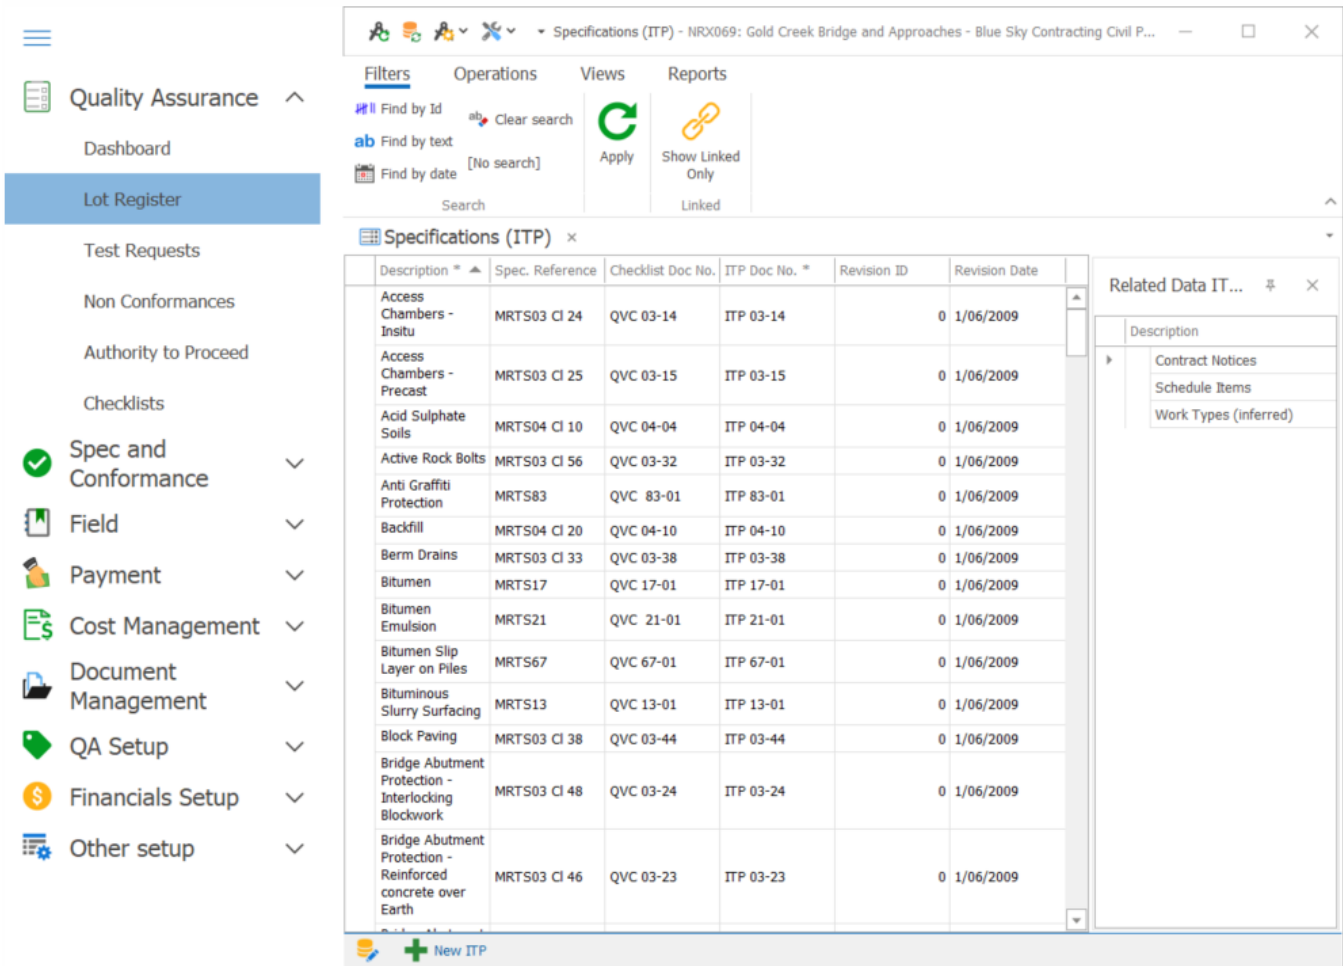 Quality Assurance
Dashboard
Lot Register
Test Requests
Non Conformances
Authority to Proceed
Checklists
Spec and
Conformance
Field
Payment
Cost Management
Document
Management
QA Setup
Financials Setup
Other setup
Specifications (ITP) - NRX069: Gold Creek Bridge and Approaches - Blue Sky Contracting Civil P...
Filters Operations Views Reports
Find by Id
Clear search
ab Find by text
[No search]
Find by date
Apply
Show Linked
Only
Search
Linked
Specifications (ITP)
Description * Spec. Reference Checklist Doc No. ITP Doc No. * Revision ID Revision Date
Access
Chambers -
Insitu
MRTS03 Cl 24 QVC 03-14 ITP 03-14 0 1/06/2009
Access
Chambers -
Precast
MRTS03 Cl 25 QVC 03-15 ITP 03-15 0 1/06/2009
Acid Sulphate
Soils
MRTS04 Cl 10 QVC 04-04 ITP 04-04 0 1/06/2009
Active Rock Bolts MRTS03 Cl 56 QVC 03-32 ITP 03-32 0 1/06/2009
Anti Graffiti
Protection
MRTS83 QVC 83-01 ITP 83-01 0 1/06/2009
Backfill MRTS04 Cl 20 QVC 04-10 ITP 04-10 0 1/06/2009
Berm Drains MRTS03 Cl 33 QVC 03-38 ITP 03-38 0 1/06/2009
Bitumen MRTS17 QVC 17-01 ITP 17-01 0 1/06/2009
Bitumen
Emulsion
MRTS21 QVC 21-01 ITP 21-01 0 1/06/2009
Bitumen Slip
Layer on Piles
MRTS67 QVC 67-01 ITP 67-01 0 1/06/2009
Bituminous
Slurry Surfacing
MRTS13 QVC 13-01 ITP 13-01 0 1/06/2009
Block Paving MRTS03 Cl 38 QVC 03-44 ITP 03-44 0 1/06/2009
Bridge Abutment
Protection -
Interlocking
Blockwork
MRTS03 Cl 48 QVC 03-24 ITP 03-24 0 1/06/2009
Bridge Abutment
Protection -
Reinforced
concrete over
Earth
MRTS03 Cl 46 QVC 03-23 ITP 03-23 0 1/06/2009
New ITP
Related Data IT...
Description
Contract Notices
Schedule Items
Work Types (inferred)